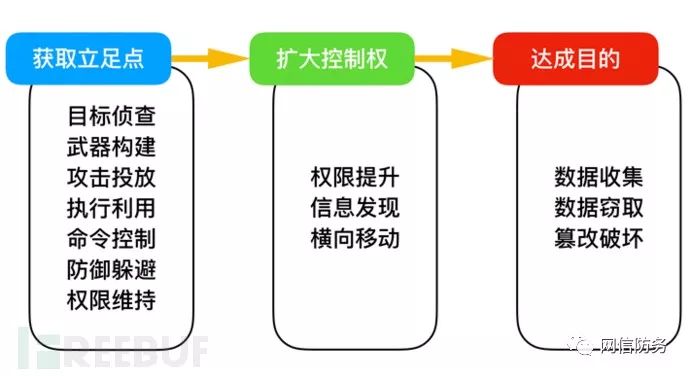 获取立足点
目标侦查
武器构建
攻击投放
执行利用
命令控制
防御躲避
权限维持
扩大控制权
权限提升
信息发现
横向移动
达成目的
数据收集
数据窃取
篡改破坏
FREEBUF
网信防务